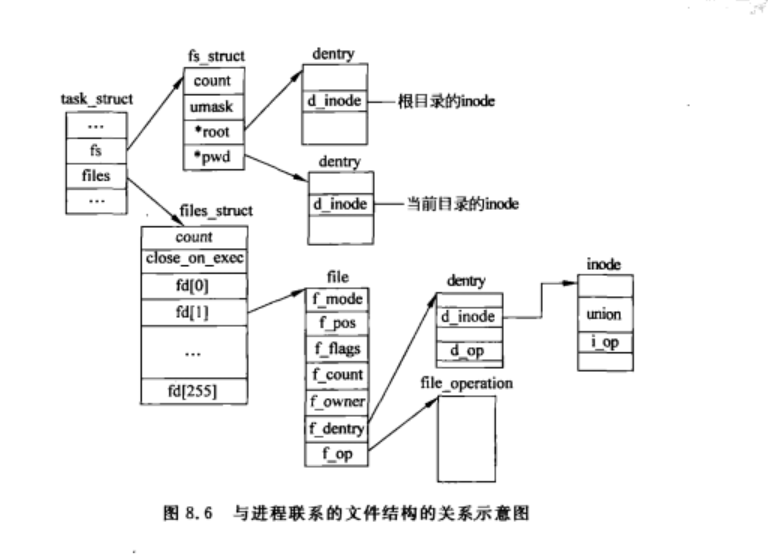 task_struct
…
fs
files
…
fs_struct
count
umask
*root
*pwd
dentry
d_inode
根目录的inode
dentry
d_inode
当前目录的inode
files_struct
count
close_on_exec
fd[0]
fd[1]
…
fd[255]
file
f_mode
f_pos
f_flags
f_count
f_owner
f_dentry
f_op
dentry
d_inode
d_op
file_operation
inode
union
i_op
图 8.6 与进程联系的文件结构的关系示意图